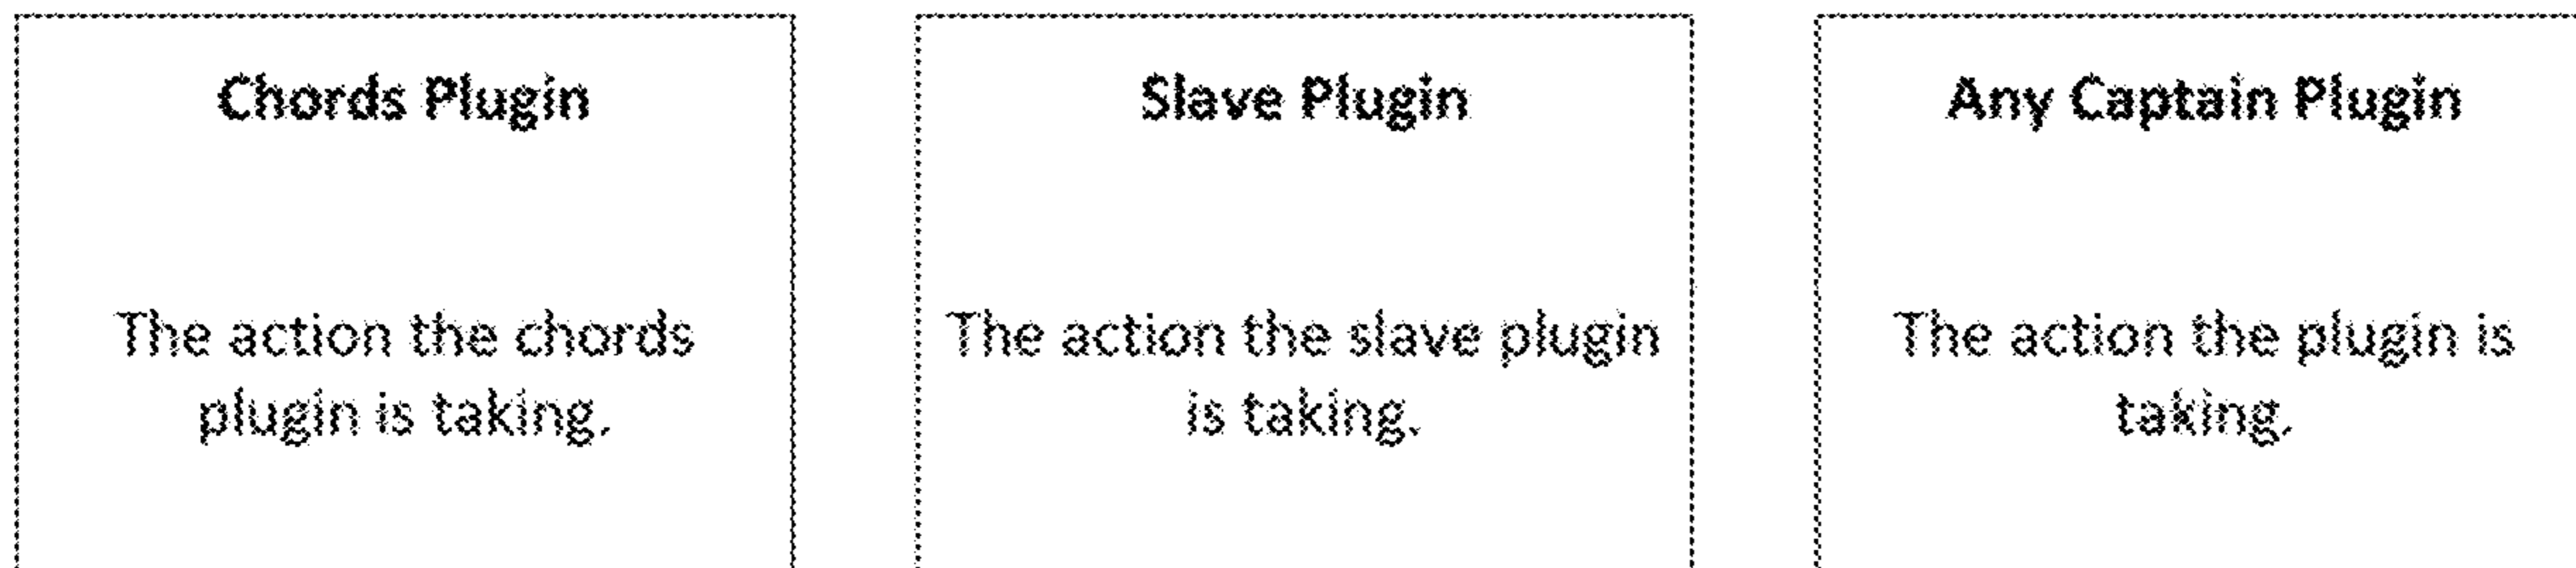 Chords Plugin
The action the chords
plugin is taking.
Slave Plugin
The action the slave plugin
is taking.
Any Captain Plugin
The action the plugin is
taking.